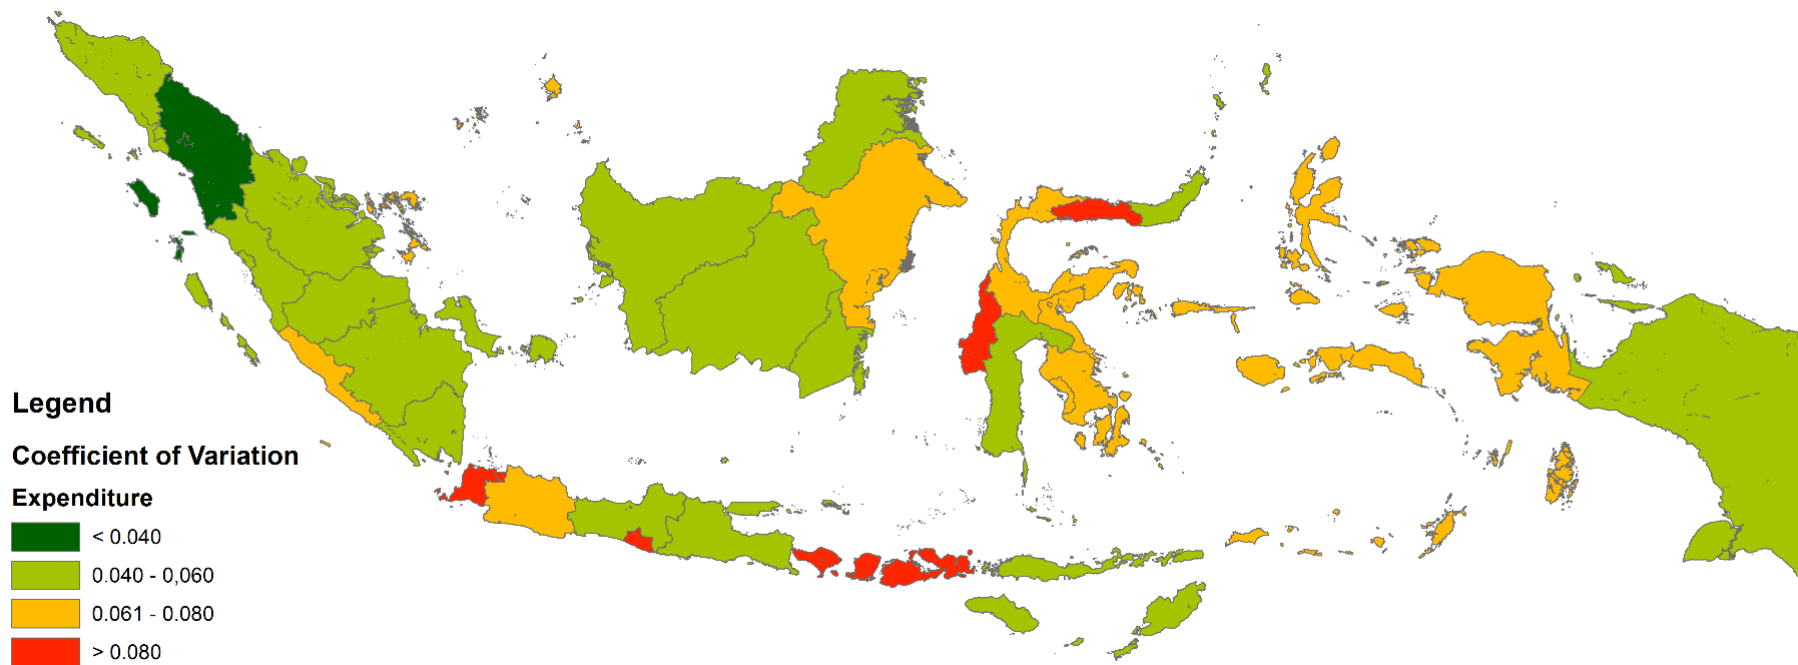 Legend
Coefficient of Variation
Expenditure
< 0.040
0.040 - 0,060
0.061 - 0.080
> 0.080